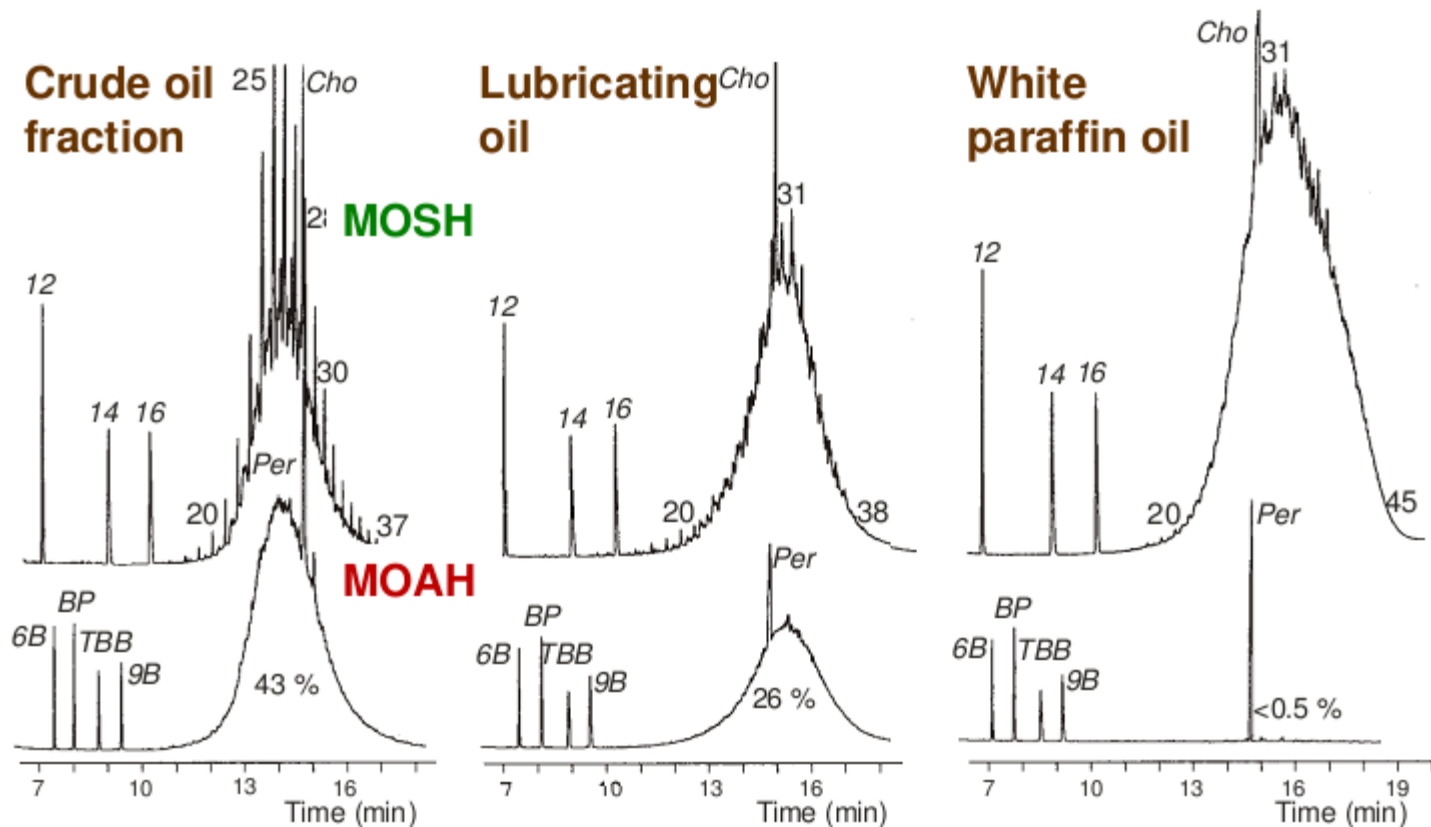 Crude oil
fraction
25
Cho
MOSH
12
14
16
20
30
37
Per
MOAH
6B
BP
TBB
9B
43 %
7
10
13
16
Time (min)
Lubricating
oil
Cho
31
12
14
16
20
38
Per
6B
BP
TBB
9B
26 %
7
10
13
16
Time (min)
White
paraffin oil
Cho
31
12
14
16
20
45
Per
6B
BP
TBB
9B
<0.5 %
7
10
13
16
19
Time (min)